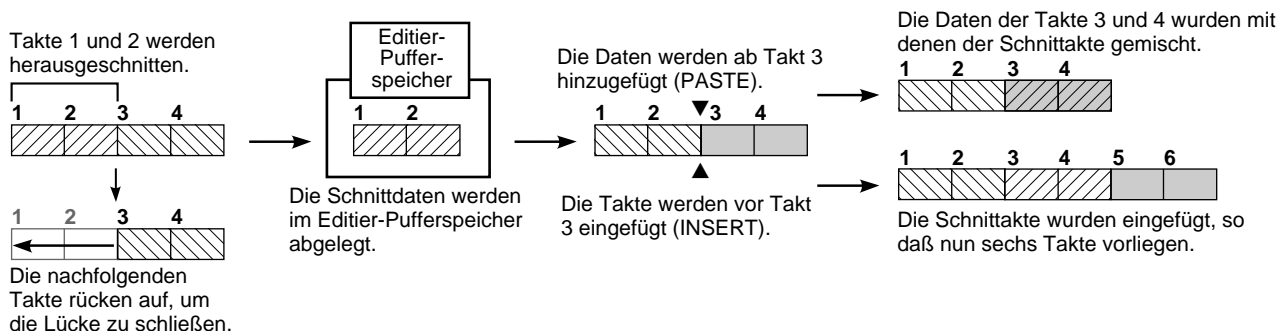 Takte 1 und 2 werden
herausgeschnitten.
1 2 3 4
1 2 3 4
Die nachfolgenden
Takte rücken auf, um
die Lücke zu schließen.
Editier-
Puffer-
speicher
1 2
Die Schnittdaten werden
im Editier-Pufferspeicher
abgelegt.
Die Daten werden ab Takt 3
hinzugefügt (PASTE).
1 2 3 4
Die Takte werden vor Takt
3 eingefügt (INSERT).
Die Daten der Takte 3 und 4 wurden mit
denen der Schnittakte gemischt.
1 2 3 4
1 2 3 4 5 6
Die Schnittakte wurden eingefügt, so
daß nun sechs Takte vorliegen.